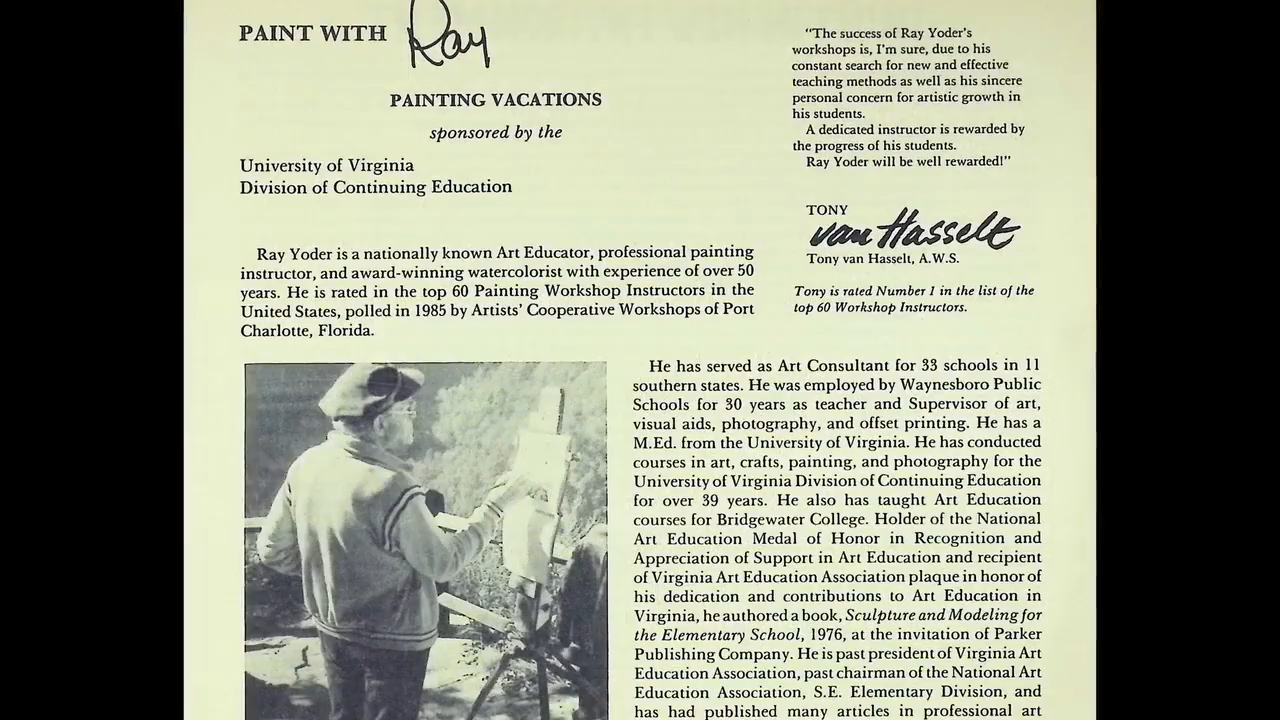 PAINT WITH Ray
PAINTING VACATIONS
sponsored by the
University of Virginia
Division of Continuing Education
Ray Yoder is a nationally known Art Educator, professional painting
instructor, and award-winning watercolorist with experience of over 50
years. He is rated in the top 60 Painting Workshop Instructors in the
United States, polled in 1985 by Artists' Cooperative Workshops of Port
Charlotte, Florida.
"The success of Ray Yoder's
workshops is, I'm sure, due to his
constant search for new and effective
teaching methods as well as his sincere
personal concern for artistic growth in
his students.
A dedicated instructor is rewarded by
the progress of his students.
Ray Yoder will be well rewarded!"
TONY
van Hasselt
Tony van Hasselt, A.W.S.
Tony is rated Number 1 in the list of the
top 60 Workshop Instructors.
He has served as Art Consultant for 33 schools in 11
southern states. He was employed by Waynesboro Public
Schools for 30 years as teacher and Supervisor of art,
visual aids, photography, and offset printing. He has a
M.Ed. from the University of Virginia. He has conducted
courses in art, crafts, painting, and photography for the
University of Virginia Division of Continuing Education
for over 39 years. He also has taught Art Education
courses for Bridgewater College. Holder of the National
Art Education Medal of Honor in Recognition and
Appreciation of Support in Art Education and recipient
of Virginia Art Education Association plaque in honor of
his dedication and contributions to Art Education in
Virginia, he authored a book, Sculpture and Modeling for
the Elementary School, 1976, at the invitation of Parker
Publishing Company. He is past president of Virginia Art
Education Association, past chairman of the National Art
Education Association, S.E. Elementary Division, and
has had published many articles in professional art